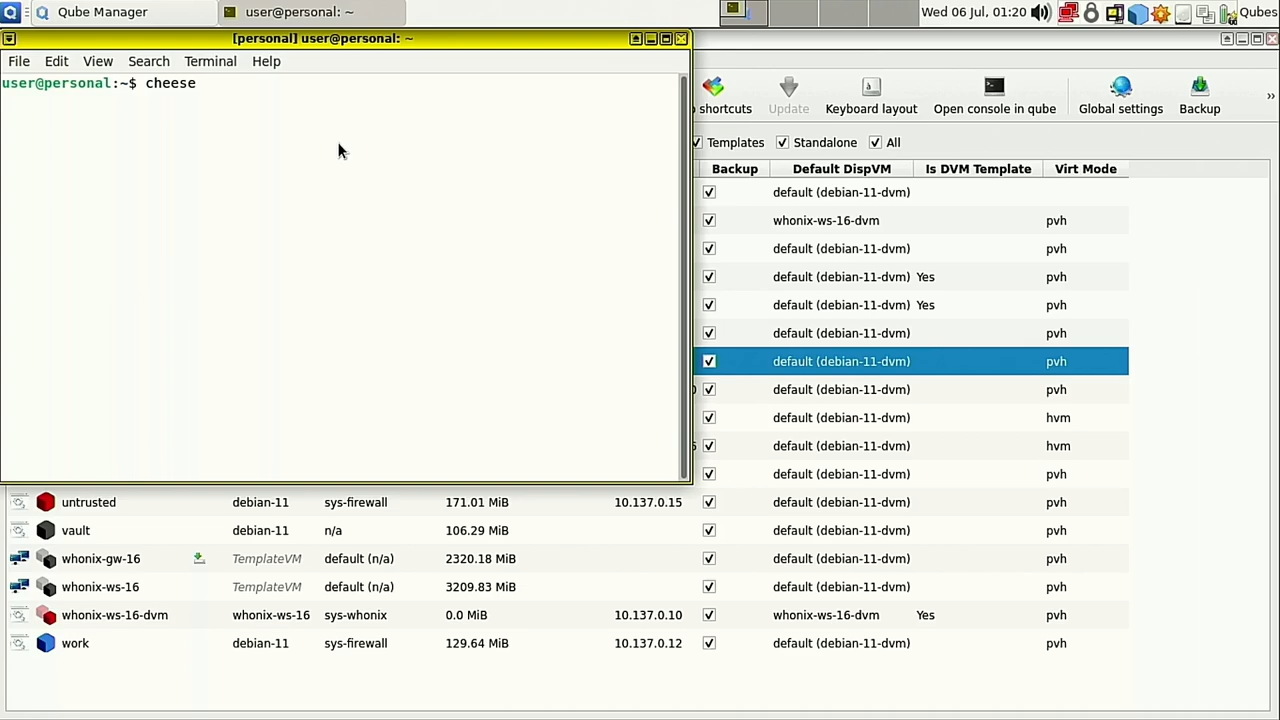 Qube Manager
user@personal: ~
Wed 06 Jul, 01:20
Qubes
[personal] user@personal: ~
File Edit View Search Terminal Help
user@personal:~$ cheese
shortcuts
Update
Keyboard layout
Open console in qube
Global settings
Backup
»
Templates Standalone All
Backup Default DispVM Is DVM Template Virt Mode
default (debian-11-dvm)
whonix-ws-16-dvm pvh
default (debian-11-dvm) pvh
default (debian-11-dvm) Yes pvh
default (debian-11-dvm) Yes pvh
default (debian-11-dvm) pvh
default (debian-11-dvm) pvh
default (debian-11-dvm) pvh
default (debian-11-dvm) hvm
default (debian-11-dvm) hvm
default (debian-11-dvm) pvh
untrusted debian-11 sys-firewall 171.01 MiB 10.137.0.15 default (debian-11-dvm) pvh
vault debian-11 n/a 106.29 MiB default (debian-11-dvm) pvh
whonix-gw-16 TemplateVM default (n/a) 2320.18 MiB default (debian-11-dvm) pvh
whonix-ws-16 TemplateVM default (n/a) 3209.83 MiB default (debian-11-dvm) pvh
whonix-ws-16-dvm whonix-ws-16 sys-whonix 0.0 MiB 10.137.0.10 whonix-ws-16-dvm Yes pvh
work debian-11 sys-firewall 129.64 MiB 10.137.0.12 default (debian-11-dvm) pvh